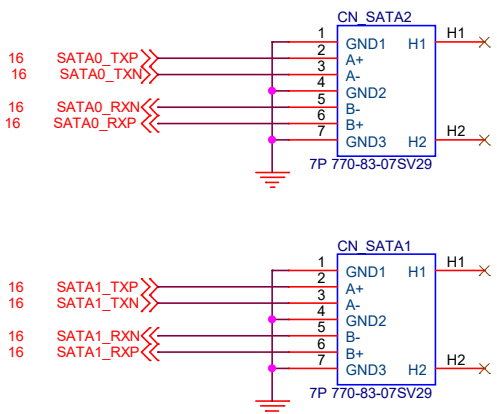 CN_SATA2
1 GND1 H1 H1
16 SATA0_TXP 2 A+
16 SATA0_TXN 3 A-
4 GND2
16 SATA0_RXN 5 B-
16 SATA0_RXP 6 B+
7 GND3 H2 H2
7P 770-83-07SV29
CN_SATA1
1 GND1 H1 H1
16 SATA1_TXP 2 A+
16 SATA1_TXN 3 A-
4 GND2
16 SATA1_RXN 5 B-
16 SATA1_RXP 6 B+
7 GND3 H2 H2
7P 770-83-07SV29